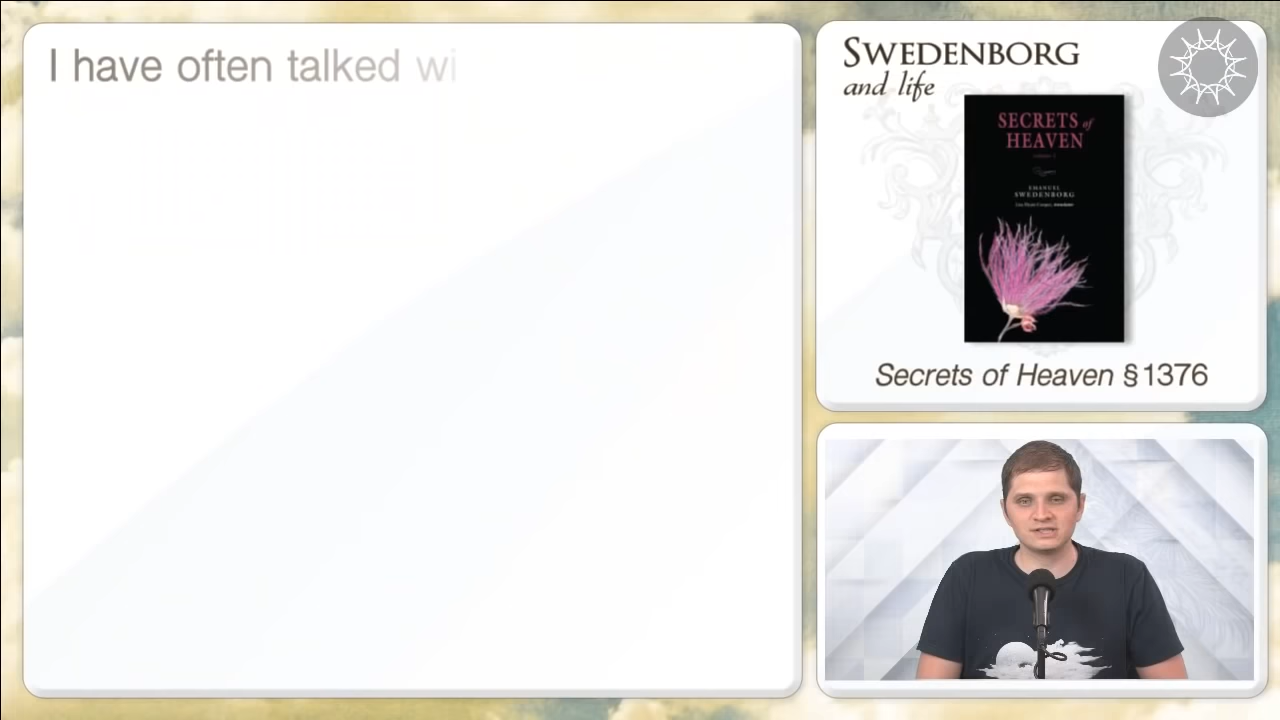 I have often talked wi
SWEDENBORG
and life
SECRETS of
HEAVEN
EMANUEL
SWEDENBORG
Secrets of Heaven §1376